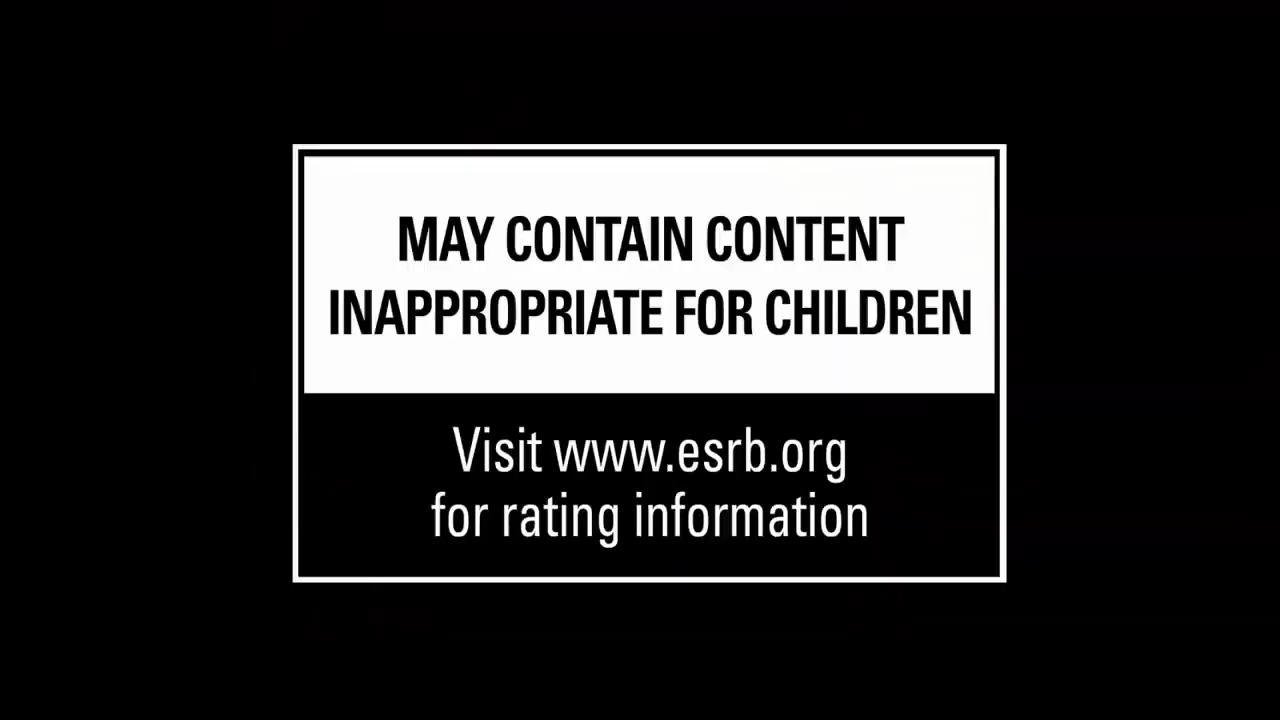 MAY CONTAIN CONTENT
INAPPROPRIATE FOR CHILDREN
Visit www.esrb.org
for rating information